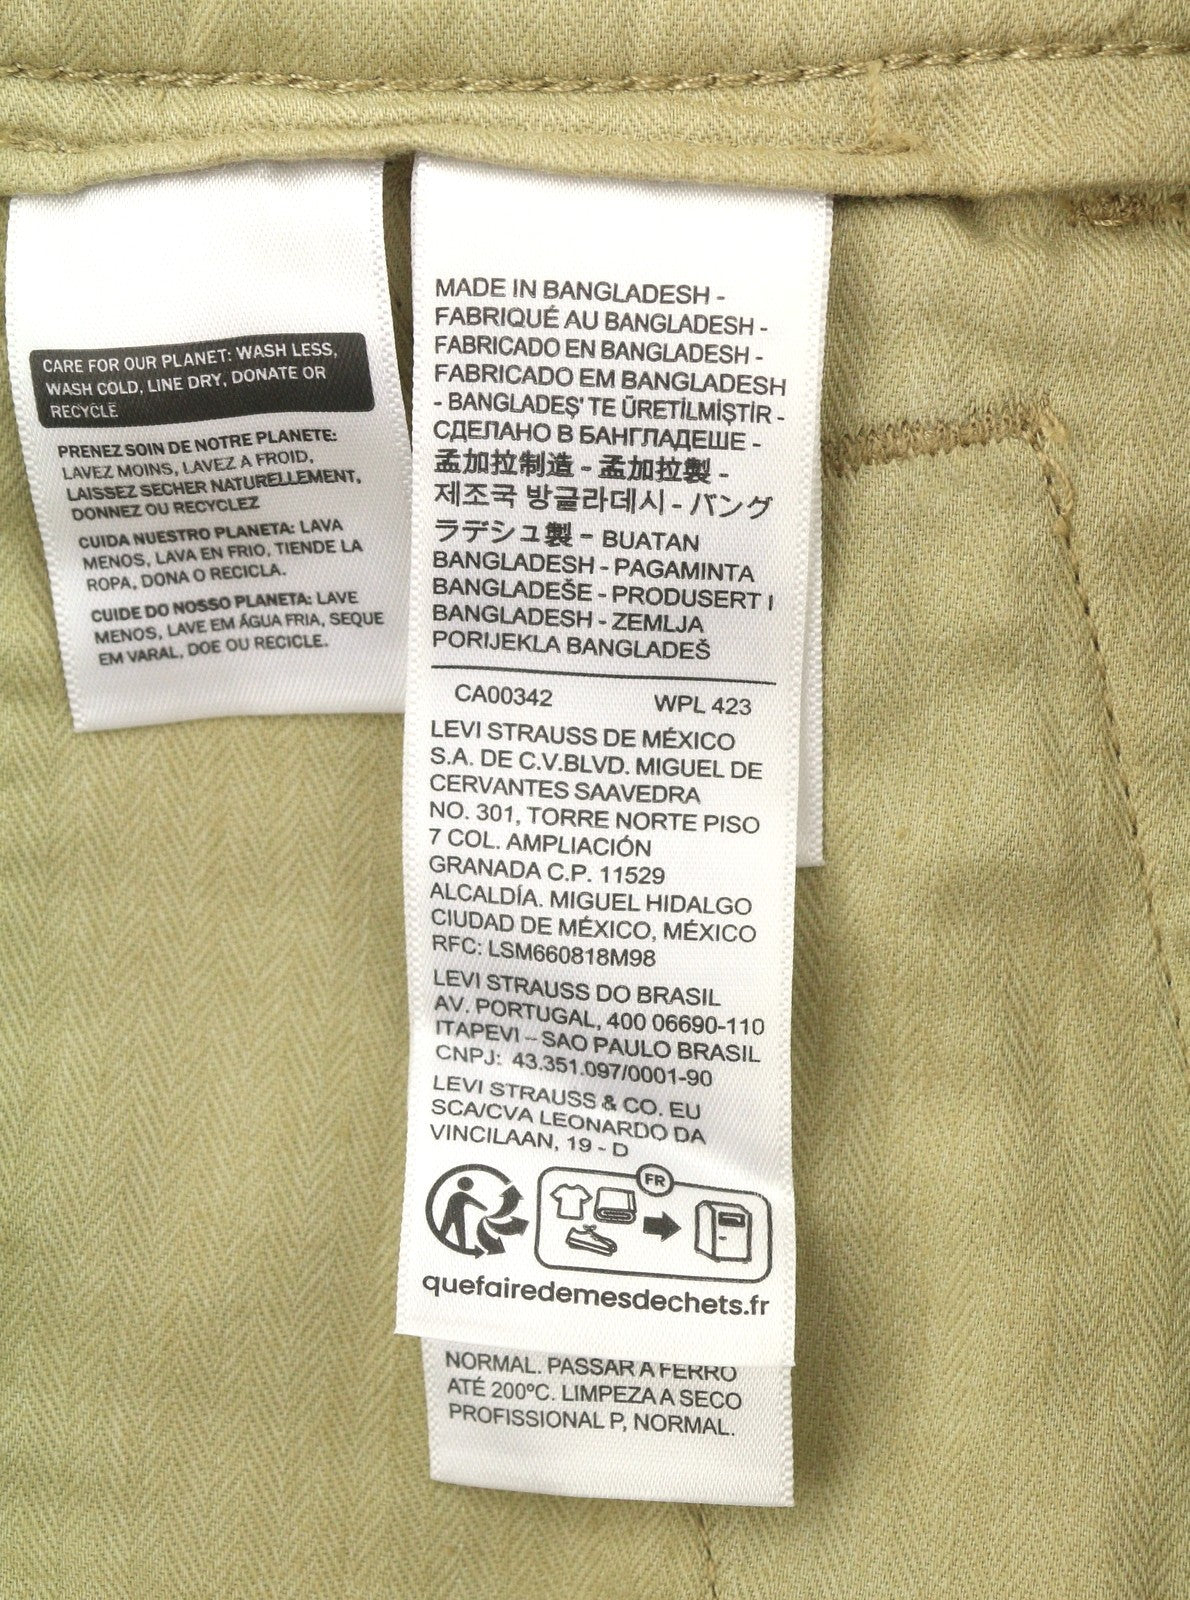 CARE FOR OUR PLANET: WASH LESS,
WASH COLD, LINE DRY, DONATE OR
RECYCLE
PRENEZ SOIN DE NOTRE PLANETE:
LAVEZ MOINS, LAVEZ A FROID,
LAISSEZ SECHER NATURELLEMENT,
DONNEZ OU RECYCLEZ
CUIDA NUESTRO PLANETA: LAVA
MENOS, LAVA EN FRIO, TIENDE LA
ROPA, DONA O RECICLA.
CUIDE DO NOSSO PLANETA: LAVE
MENOS, LAVE EM ÁGUA FRIA, SEQUE
EM VARAL, DOE OU RECICLE.
MADE IN BANGLADESH -
FABRIQUÉ AU BANGLADESH -
FABRICADO EN BANGLADESH -
FABRICADO EM BANGLADESH
- BANGLADEŞ' TE ÜRETİLMİŞTİR -
СДЕЛАНО В БАНГЛАДЕШЕ -
孟加拉制造 - 孟加拉製 -
제조국 방글라데시 - バング
ラデシュ製 - BUATAN
BANGLADESH - PAGAMINTA
BANGLADEŠE - PRODUSERT I
BANGLADESH - ZEMLJA
PORIJEKLA BANGLADEŠ
CA00342 WPL 423
LEVI STRAUSS DE MÉXICO
S.A. DE C.V.BLVD. MIGUEL DE
CERVANTES SAAVEDRA
NO. 301, TORRE NORTE PISO
7 COL. AMPLIACIÓN
GRANADA C.P. 11529
ALCALDÍA. MIGUEL HIDALGO
CIUDAD DE MÉXICO, MÉXICO
RFC: LSM660818M98
LEVI STRAUSS DO BRASIL
AV. PORTUGAL, 400 06690-110
ITAPEVI – SAO PAULO BRASIL
CNPJ: 43.351.097/0001-90
LEVI STRAUSS & CO. EU
SCA/CVA LEONARDO DA
VINCILAAN, 19 - D
FR
quefairedemesdechets.fr
NORMAL. PASSAR A FERRO
ATÉ 200ºC. LIMPEZA A SECO
PROFISSIONAL P, NORMAL.